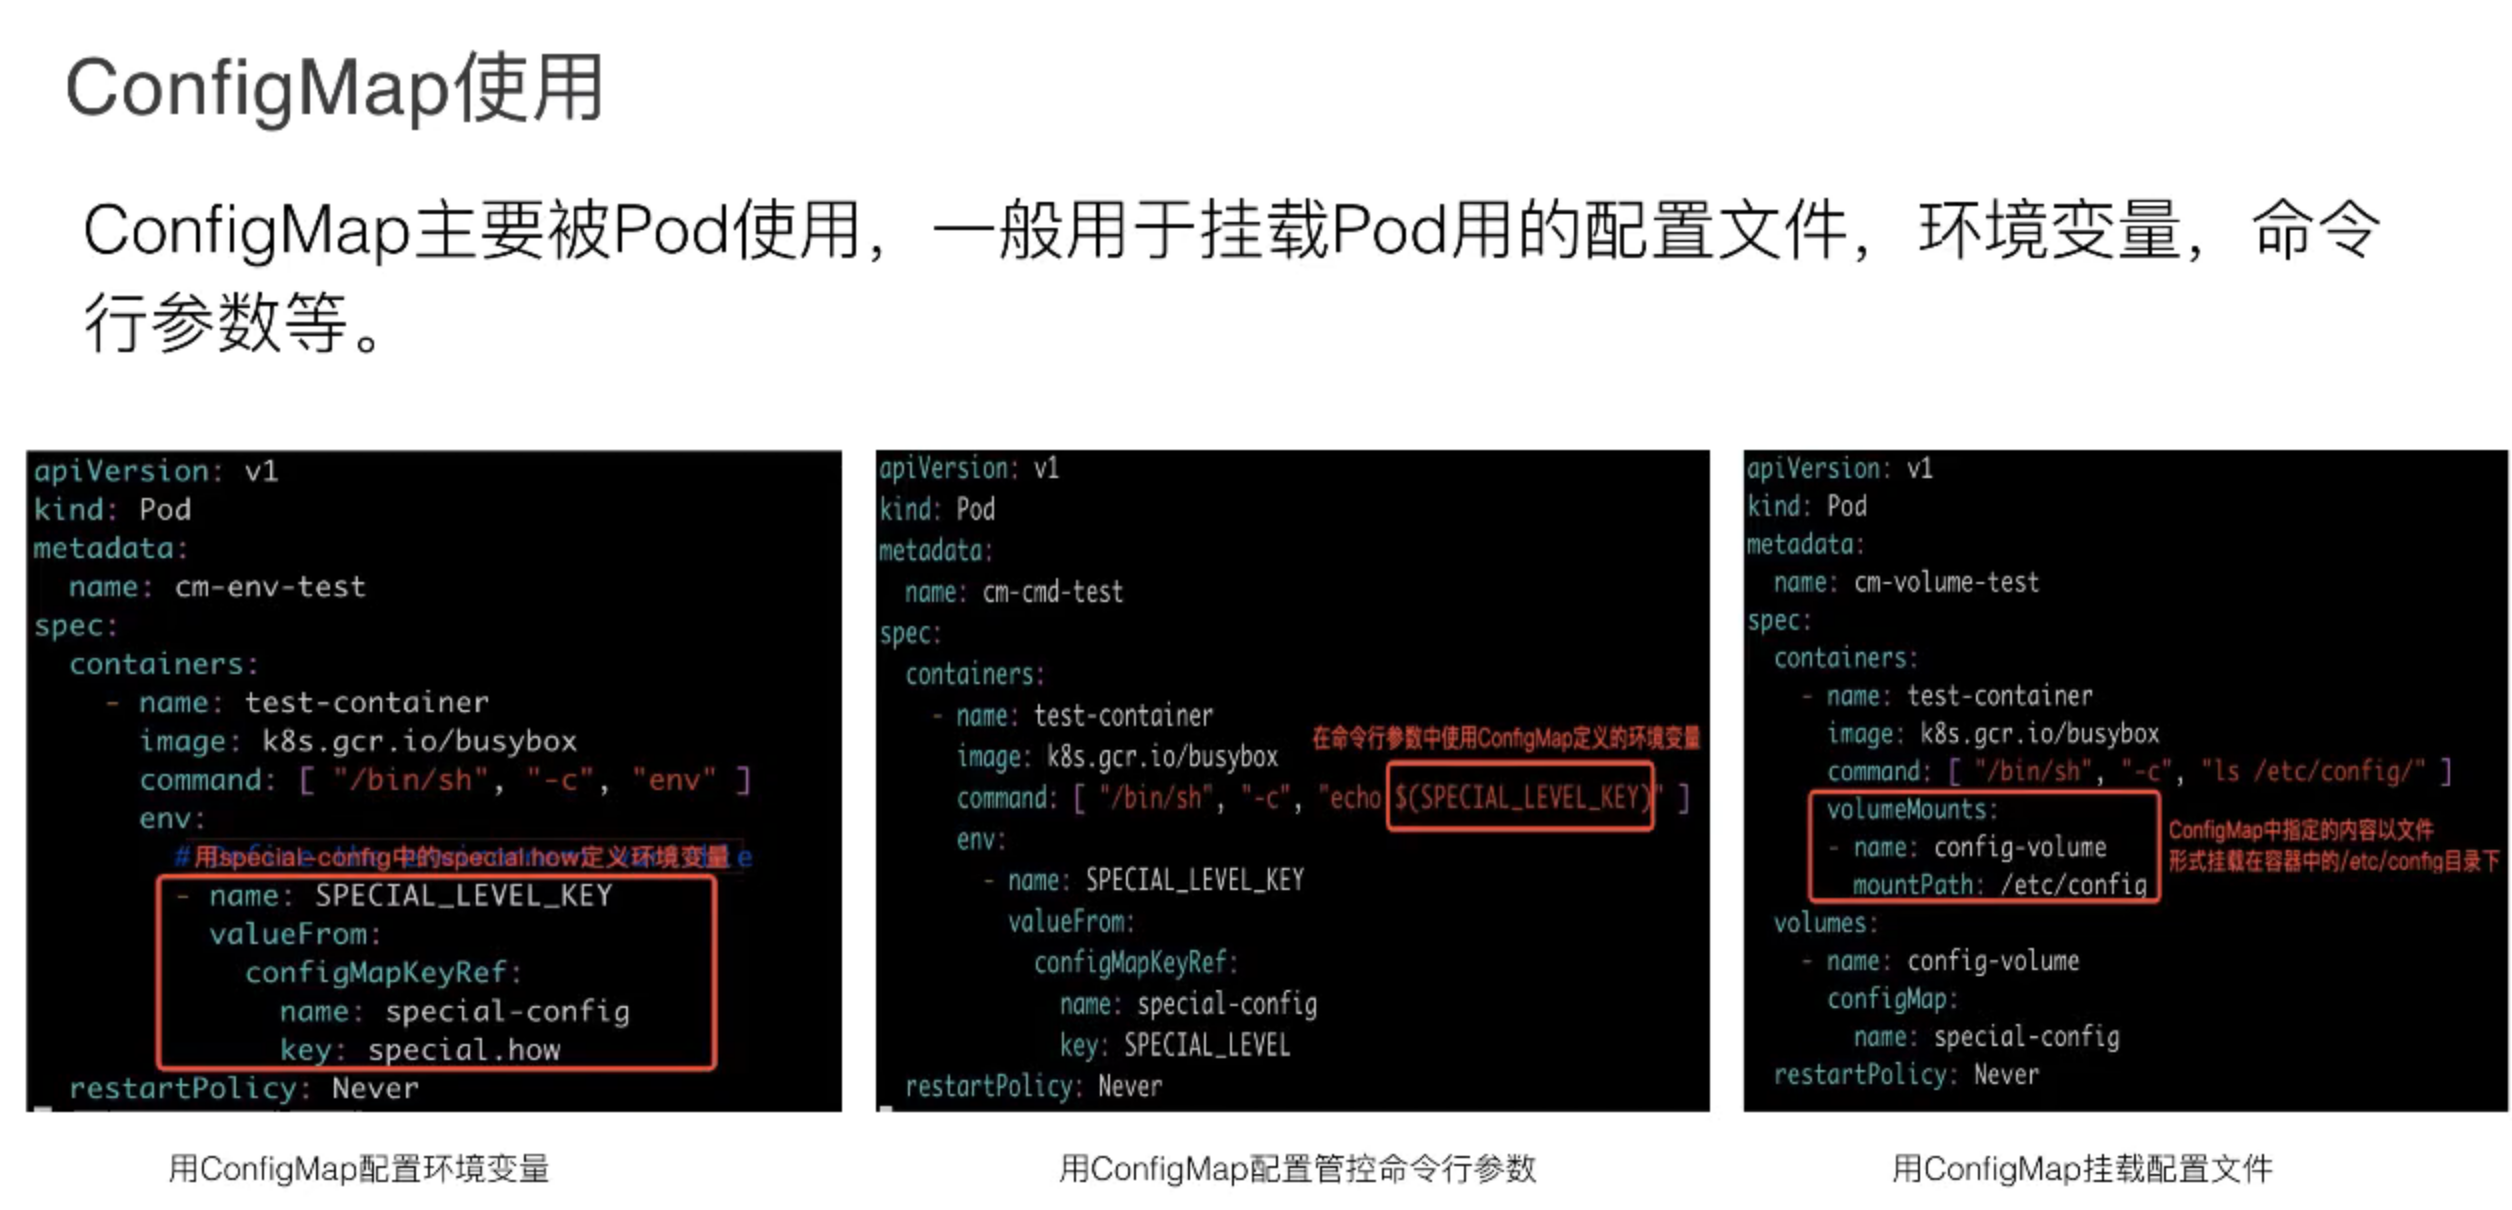 ConfigMap使用
ConfigMap主要被Pod使用，一般用于挂载Pod用的配置文件，环境变量，命令
行参数等。
apiVersion: v1
kind: Pod
metadata:
  name: cm-env-test
spec:
  containers:
    - name: test-container
      image: k8s.gcr.io/busybox
      command: [ "/bin/sh", "-c", "env" ]
      env:
        # 用special-config中的special.how定义环境变量
        - name: SPECIAL_LEVEL_KEY
          valueFrom:
            configMapKeyRef:
              name: special-config
              key: special.how
  restartPolicy: Never
用ConfigMap配置环境变量
apiVersion: v1
kind: Pod
metadata:
  name: cm-cmd-test
spec:
  containers:
    - name: test-container
在命令行参数中使用ConfigMap定义的环境变量
      image: k8s.gcr.io/busybox
      command: [ "/bin/sh", "-c", "echo $(SPECIAL_LEVEL_KEY)" ]
      env:
        - name: SPECIAL_LEVEL_KEY
          valueFrom:
            configMapKeyRef:
              name: special-config
              key: SPECIAL_LEVEL
  restartPolicy: Never
用ConfigMap配置管控命令行参数
apiVersion: v1
kind: Pod
metadata:
  name: cm-volume-test
spec:
  containers:
    - name: test-container
      image: k8s.gcr.io/busybox
      command: [ "/bin/sh", "-c", "ls /etc/config/" ]
      volumeMounts:
      - name: config-volume
        mountPath: /etc/config
ConfigMap中指定的内容以文件
形式挂载在容器中的/etc/config目录下
  volumes:
    - name: config-volume
      configMap:
        name: special-config
  restartPolicy: Never
用ConfigMap挂载配置文件